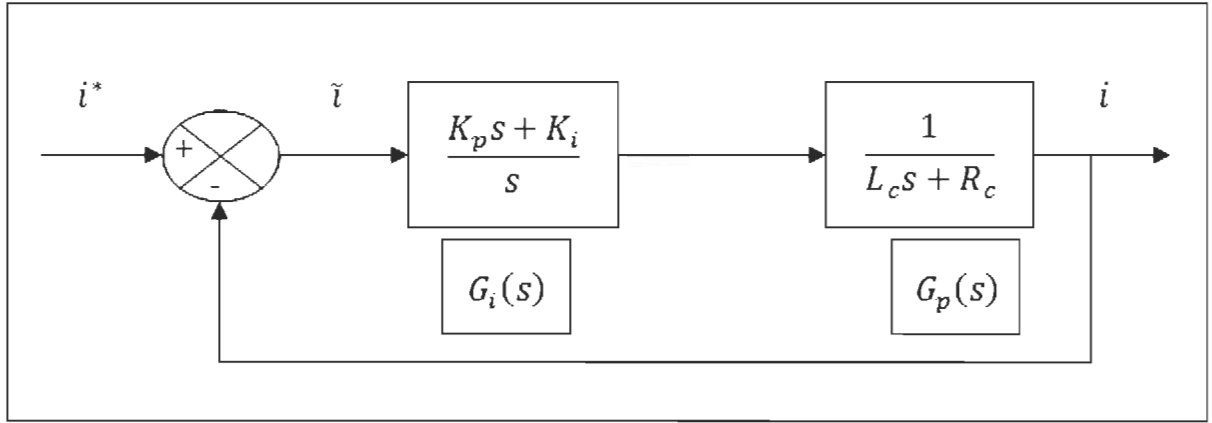 i*
ĩ
i
+
-
K_p s + K_i
s
1
L_c s + R_c
G_i(s)
G_p(s)